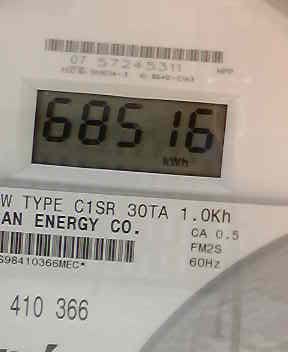 07 57245311
68516
kWh
W TYPE C1SR 30TA 1.0Kh
AN ENERGY CO.
CA 0.5
FM2S
60Hz
S98410366MEC*
410 366